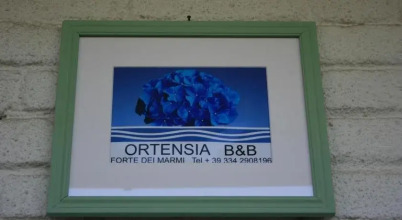 ORTENSIA B&B
FORTE DEI MARMI Tel + 39 334 2908196